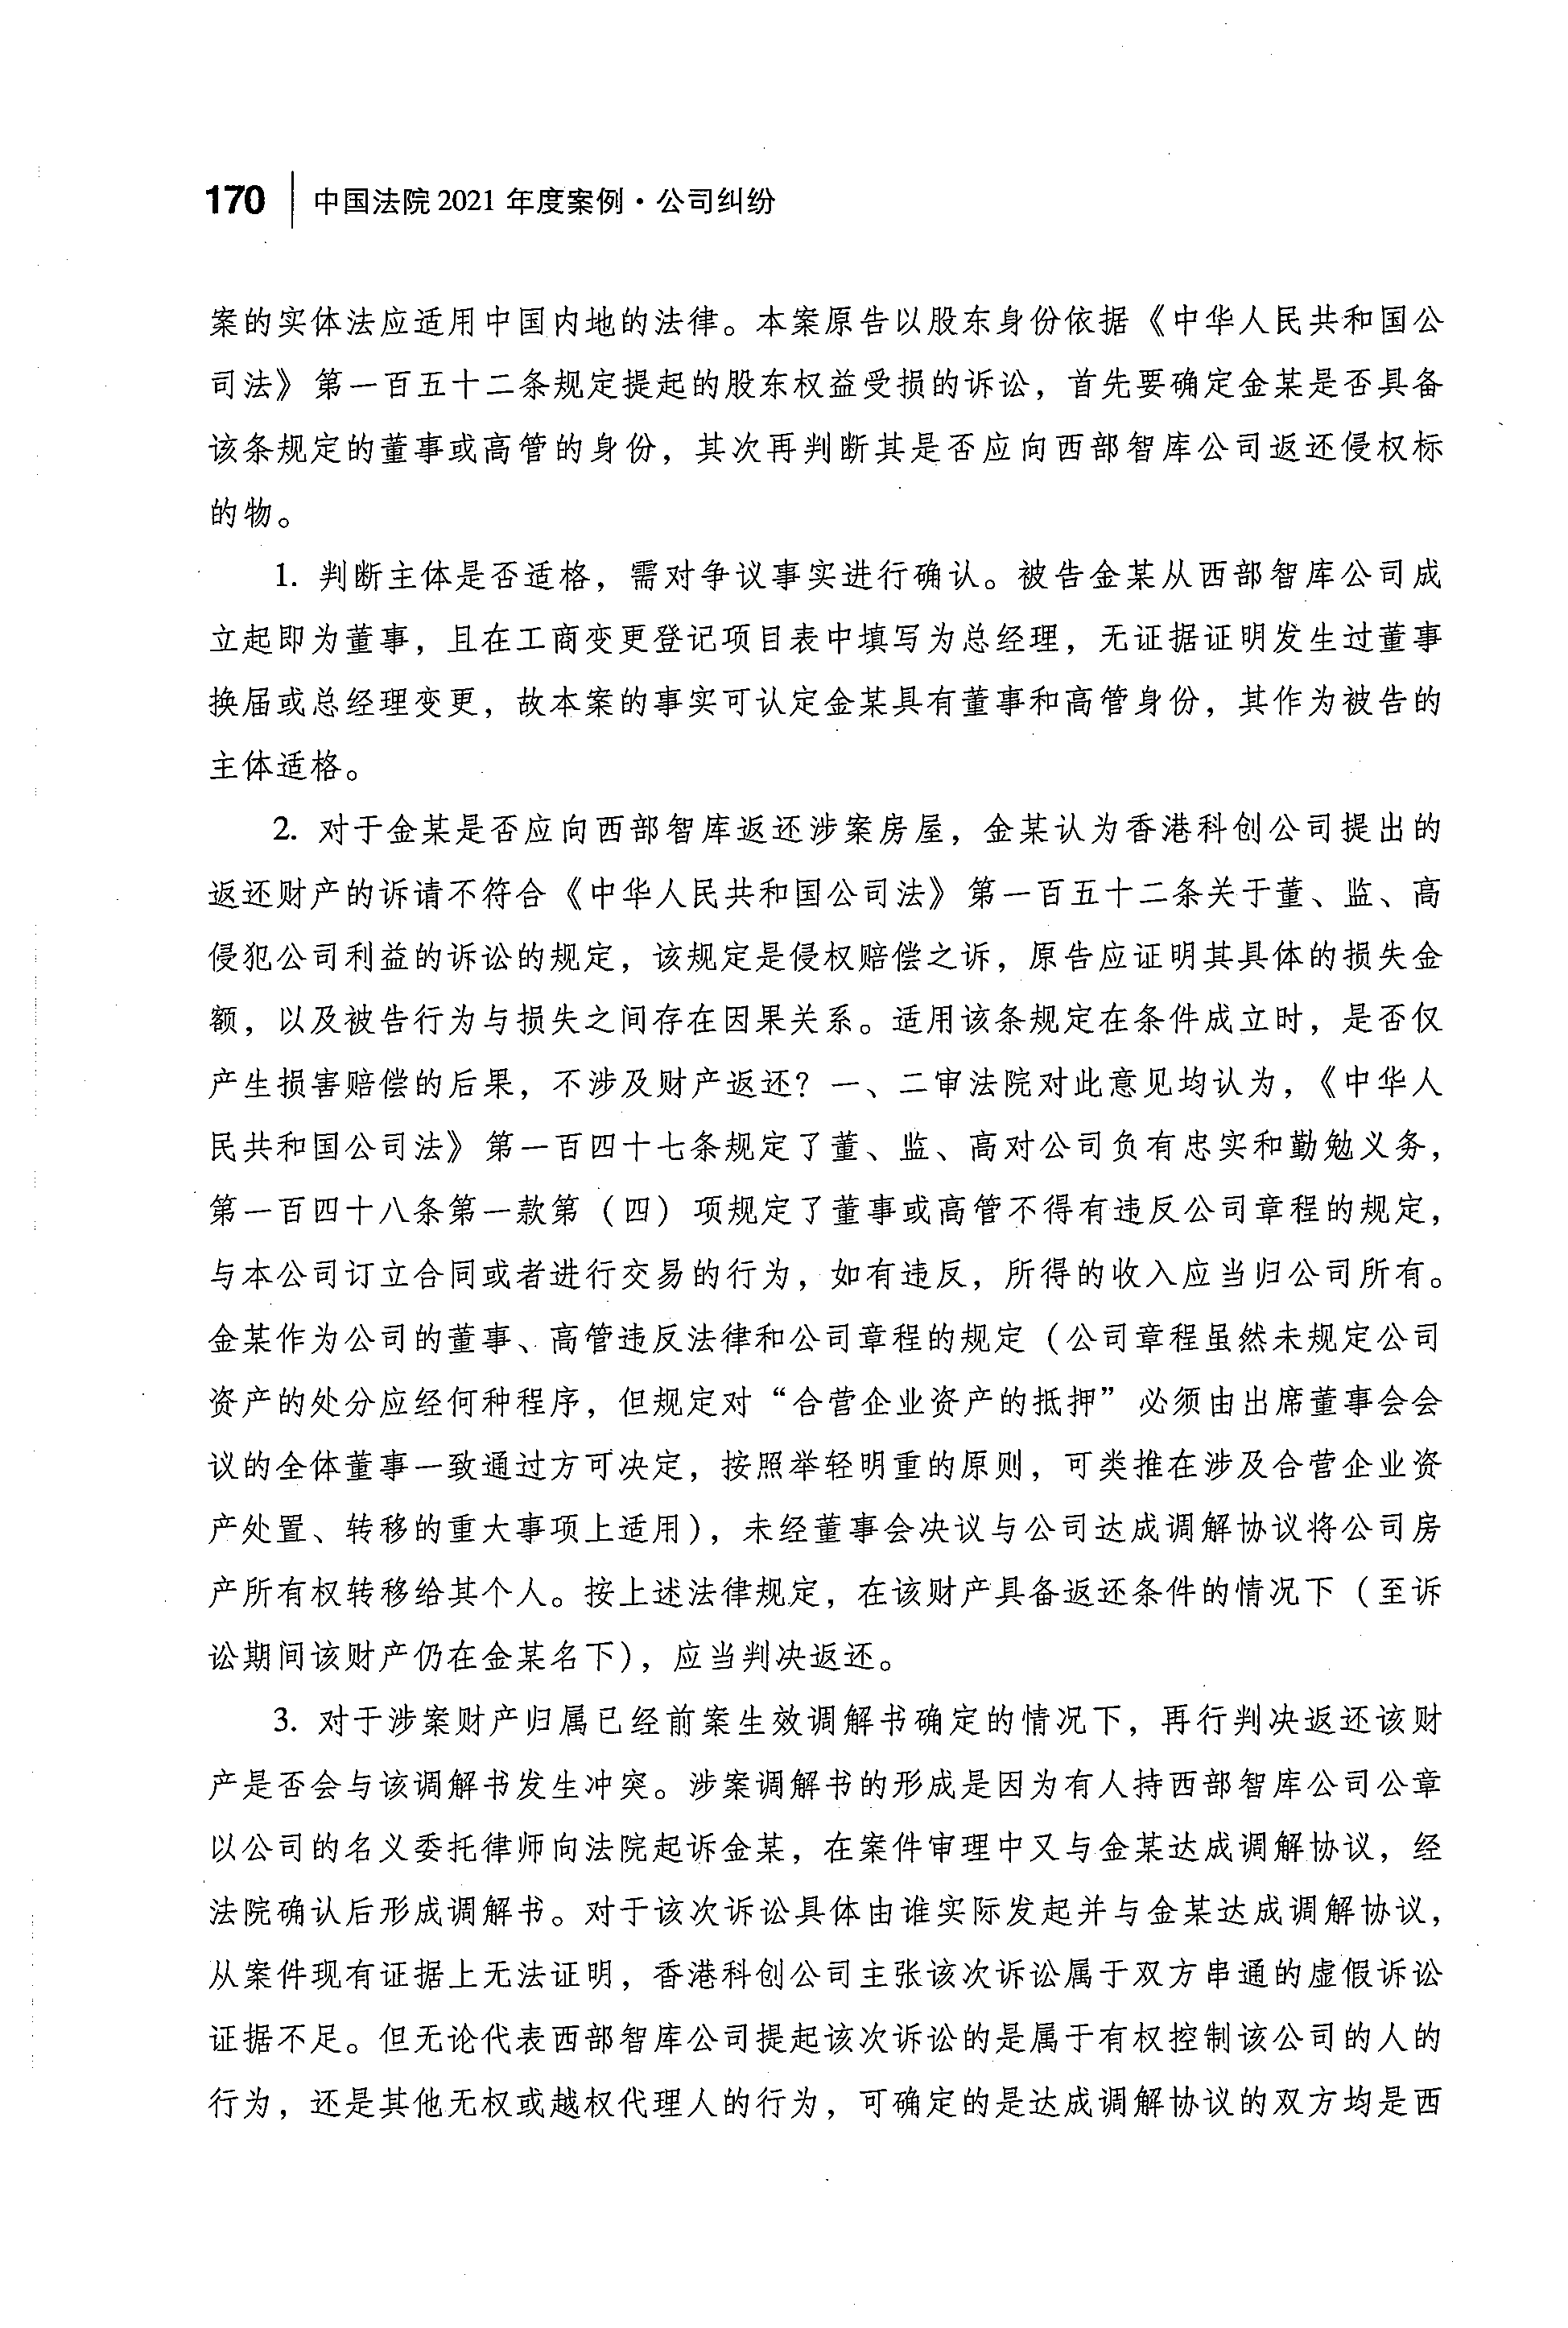 170 中国法院2021年度案例·公司纠纷
案的实体法应适用中国内地的法律。本案原告以股东身份依据《中华人民共和国公
司法》第一百五十二条规定提起的股东权益受损的诉讼，首先要确定金某是否具备
该条规定的董事或高管的身份，其次再判断其是否应向西部智库公司返还侵权标
的物。
1. 判断主体是否适格，需对争议事实进行确认。被告金某从西部智库公司成
立起即为董事，且在工商变更登记项目表中填写为总经理，无证据证明发生过董事
换届或总经理变更，故本案的事实可认定金某具有董事和高管身份，其作为被告的
主体适格。
2. 对于金某是否应向西部智库返还涉案房屋，金某认为香港科创公司提出的
返还财产的诉请不符合《中华人民共和国公司法》第一百五十二条关于董、监、高
侵犯公司利益的诉讼的规定，该规定是侵权赔偿之诉，原告应证明其具体的损失金
额，以及被告行为与损失之间存在因果关系。适用该条规定在条件成立时，是否仅
产生损害赔偿的后果，不涉及财产返还？一、二审法院对此意见均认为，《中华人
民共和国公司法》第一百四十七条规定了董、监、高对公司负有忠实和勤勉义务，
第一百四十八条第一款第（四）项规定了董事或高管不得有违反公司章程的规定，
与本公司订立合同或者进行交易的行为，如有违反，所得的收入应当归公司所有。
金某作为公司的董事、高管违反法律和公司章程的规定（公司章程虽然未规定公司
资产的处分应经何种程序，但规定对“合营企业资产的抵押”必须由出席董事会会
议的全体董事一致通过方可决定，按照举轻明重的原则，可类推在涉及合营企业资
产处置、转移的重大事项上适用），未经董事会决议与公司达成调解协议将公司房
产所有权转移给其个人。按上述法律规定，在该财产具备返还条件的情况下（至诉
讼期间该财产仍在金某名下），应当判决返还。
3. 对于涉案财产归属已经前案生效调解书确定的情况下，再行判决返还该财
产是否会与该调解书发生冲突。涉案调解书的形成是因为有人持西部智库公司公章
以公司的名义委托律师向法院起诉金某，在案件审理中又与金某达成调解协议，经
法院确认后形成调解书。对于该次诉讼具体由谁实际发起并与金某达成调解协议，
从案件现有证据上无法证明，香港科创公司主张该次诉讼属于双方串通的虚假诉讼
证据不足。但无论代表西部智库公司提起该次诉讼的是属于有权控制该公司的人的
行为，还是其他无权或越权代理人的行为，可确定的是达成调解协议的双方均是西